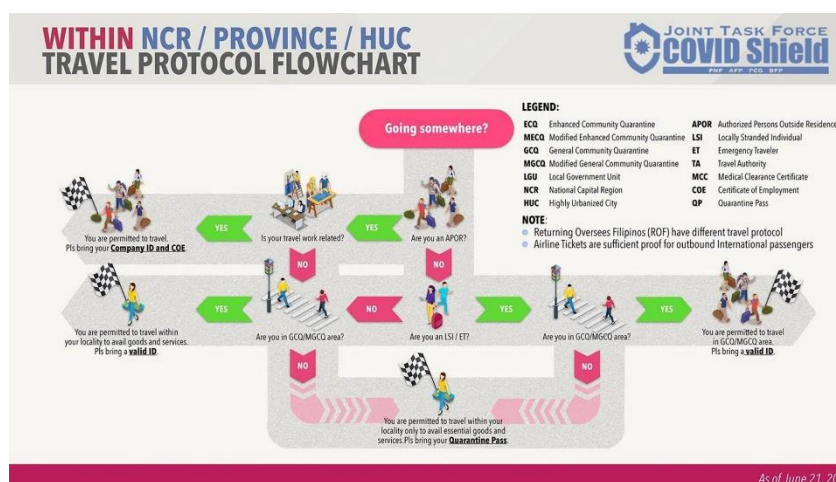 WITHIN NCR / PROVINCE / HUC
TRAVEL PROTOCOL FLOWCHART
JOINT TASK FORCE
COVID Shield
PNP AFP PCG BFP
Going somewhere?
LEGEND:
ECQ Enhanced Community Quarantine
MECQ Modified Enhanced Community Quarantine
GCQ General Community Quarantine
MGCQ Modified General Community Quarantine
LGU Local Government Unit
NCR National Capital Region
HUC Highly Urbanized City
APOR Authorized Persons Outside Residence
LSI Locally Stranded Individual
ET Emergency Traveler
TA Travel Authority
MCC Medical Clearance Certificate
COE Certificate of Employment
QP Quarantine Pass
NOTE:
Returning Oversees Filipinos (ROF) have different travel protocol
Airline Tickets are sufficient proof for outbound International passengers
You are permitted to travel.
Pls bring your Company ID and COE.
YES
Is your travel work related?
YES
Are you an APOR?
NO
NO
You are permitted to travel within
your locality to avail goods and services.
Pls bring a valid ID.
YES
Are you in GCQ/MGCQ area?
NO
Are you an LSI / ET?
YES
Are you in GCQ/MGCQ area?
YES
You are permitted to travel
in GCQ/MGCQ area.
Pls bring a valid ID.
NO
NO
You are permitted to travel within your
locality only to avail essential goods and
services.Pls bring your Quarantine Pass.
As of June 21, 20